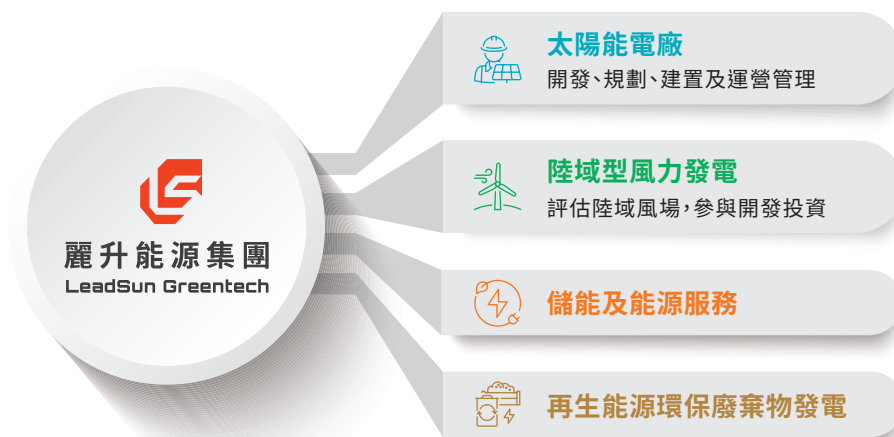 麗升能源集團
LeadSun Greentech
太陽能電廠
開發、規劃、建置及運營管理
陸域型風力發電
評估陸域風場，參與開發投資
儲能及能源服務
再生能源環保廢棄物發電